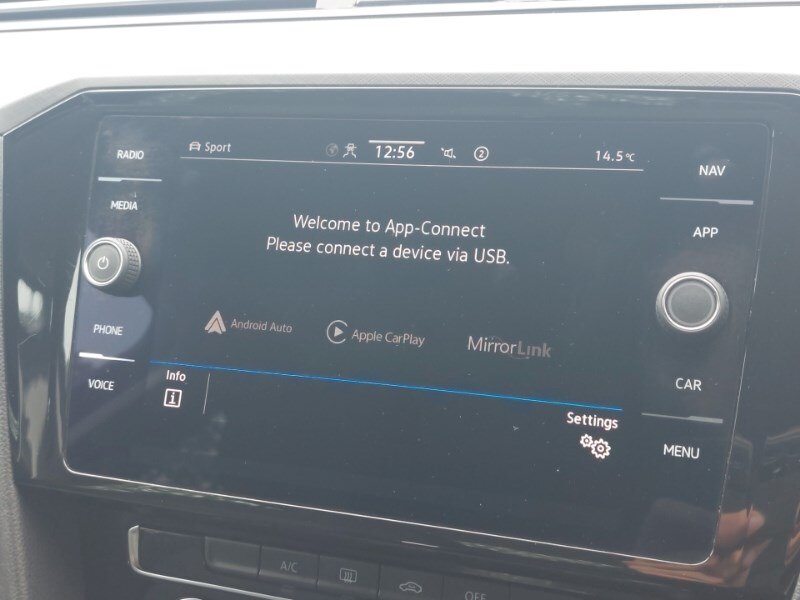 RADIO
MEDIA
PHONE
VOICE
Sport
12:56
2
14.5°C
Welcome to App-Connect
Please connect a device via USB.
Android Auto
Apple CarPlay
MirrorLink
Info
i
Settings
NAV
APP
CAR
MENU
A/C
OFF